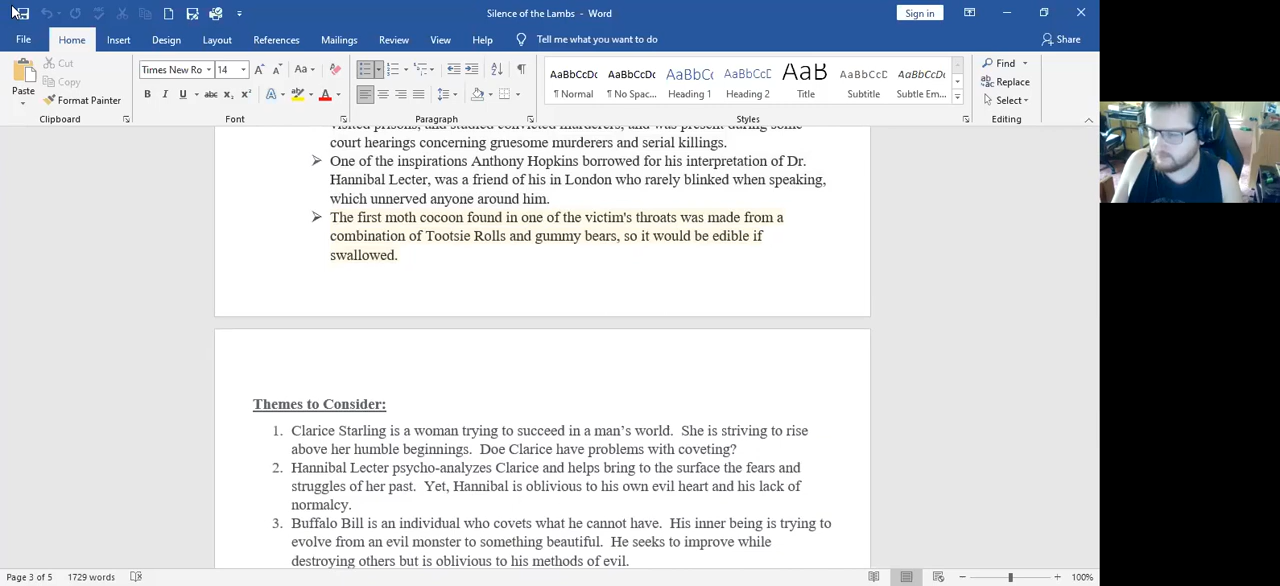 Silence of the Lambs - Word
Sign in
File Home Insert Design Layout References Mailings Review View Help Tell me what you want to do
Share
Paste
Cut
Copy
Format Painter
Clipboard
Times New Ro 14
Aa
B I U abc X₂ X² A ab A
Font
Paragraph
AaBbCcDc AaBbCcDc AaBbCc AaBbCcD AaB AaBbCcD AaBbCcDc
¶ Normal ¶ No Spac... Heading 1 Heading 2 Title Subtitle Subtle Em...
Styles
Find
Replace
Select
Editing
visited prisons, and studied convicted murderers, and was present during some
court hearings concerning gruesome murderers and serial killings.
➢ One of the inspirations Anthony Hopkins borrowed for his interpretation of Dr.
Hannibal Lecter, was a friend of his in London who rarely blinked when speaking,
which unnerved anyone around him.
➢ The first moth cocoon found in one of the victim's throats was made from a
combination of Tootsie Rolls and gummy bears, so it would be edible if
swallowed.
Themes to Consider:
1. Clarice Starling is a woman trying to succeed in a man's world. She is striving to rise
above her humble beginnings. Doe Clarice have problems with coveting?
2. Hannibal Lecter psycho-analyzes Clarice and helps bring to the surface the fears and
struggles of her past. Yet, Hannibal is oblivious to his own evil heart and his lack of
normalcy.
3. Buffalo Bill is an individual who covets what he cannot have. His inner being is trying to
evolve from an evil monster to something beautiful. He seeks to improve while
destroying others but is oblivious to his methods of evil.
Page 3 of 5 1729 words
100%